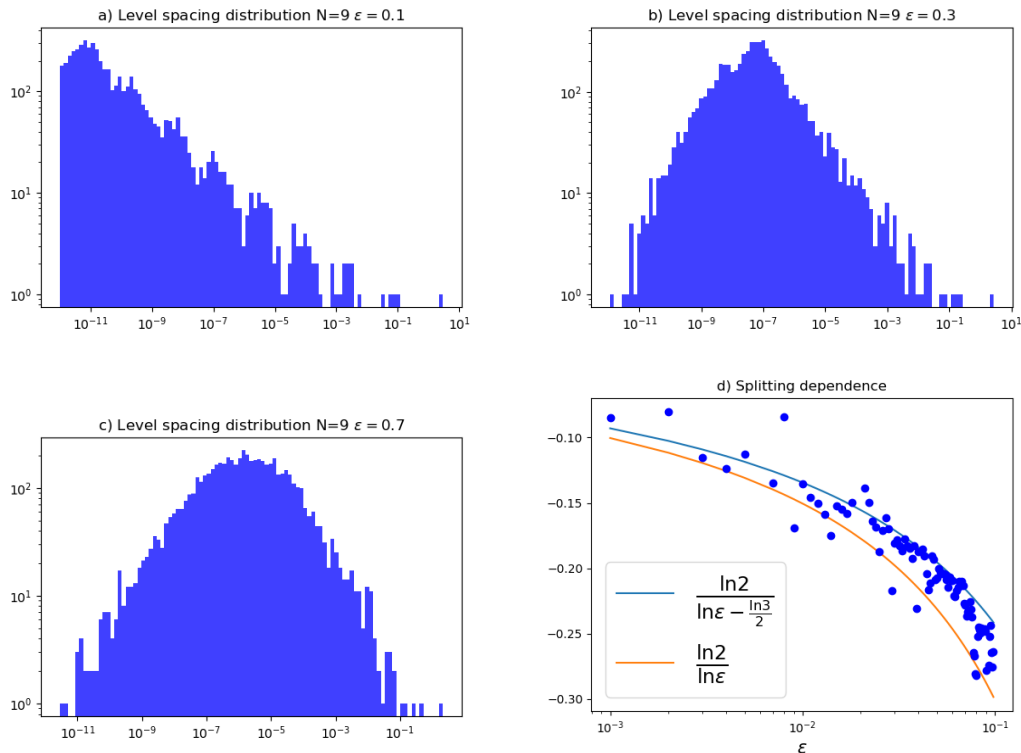 a) Level spacing distribution N=9 ε = 0.1
10²
10¹
10⁰
10⁻¹¹ 10⁻⁹ 10⁻⁷ 10⁻⁵ 10⁻³ 10⁻¹ 10¹
b) Level spacing distribution N=9 ε = 0.3
10²
10¹
10⁰
10⁻¹¹ 10⁻⁹ 10⁻⁷ 10⁻⁵ 10⁻³ 10⁻¹ 10¹
c) Level spacing distribution N=9 ε = 0.7
10²
10¹
10⁰
10⁻¹¹ 10⁻⁹ 10⁻⁷ 10⁻⁵ 10⁻³ 10⁻¹
d) Splitting dependence
−0.10
−0.15
−0.20
−0.25
−0.30
ln2/(lnε − ln3/2)
ln2/lnε
10⁻³ 10⁻² 10⁻¹
ε